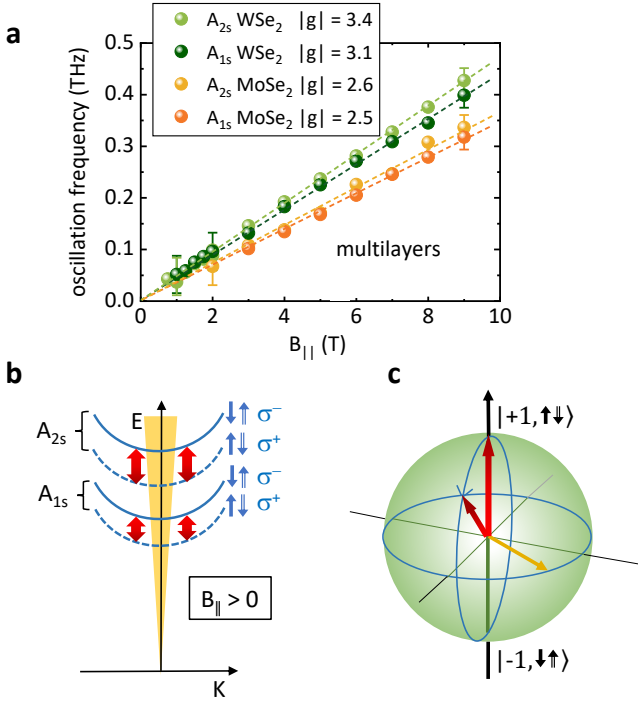 a
A₂ₛ WSe₂ |g| = 3.4
A₁ₛ WSe₂ |g| = 3.1
A₂ₛ MoSe₂ |g| = 2.6
A₁ₛ MoSe₂ |g| = 2.5
oscillation frequency (THz)
0.5
0.4
0.3
0.2
0.1
0.0
multilayers
0 2 4 6 8 10
B|| (T)
b
E
A₂ₛ
↓⇑ σ⁻
↑⇓ σ⁺
A₁ₛ
↓⇑ σ⁻
↑⇓ σ⁺
B∥ > 0
K
c
|+1,↑⇓⟩
|-1,↓⇑⟩